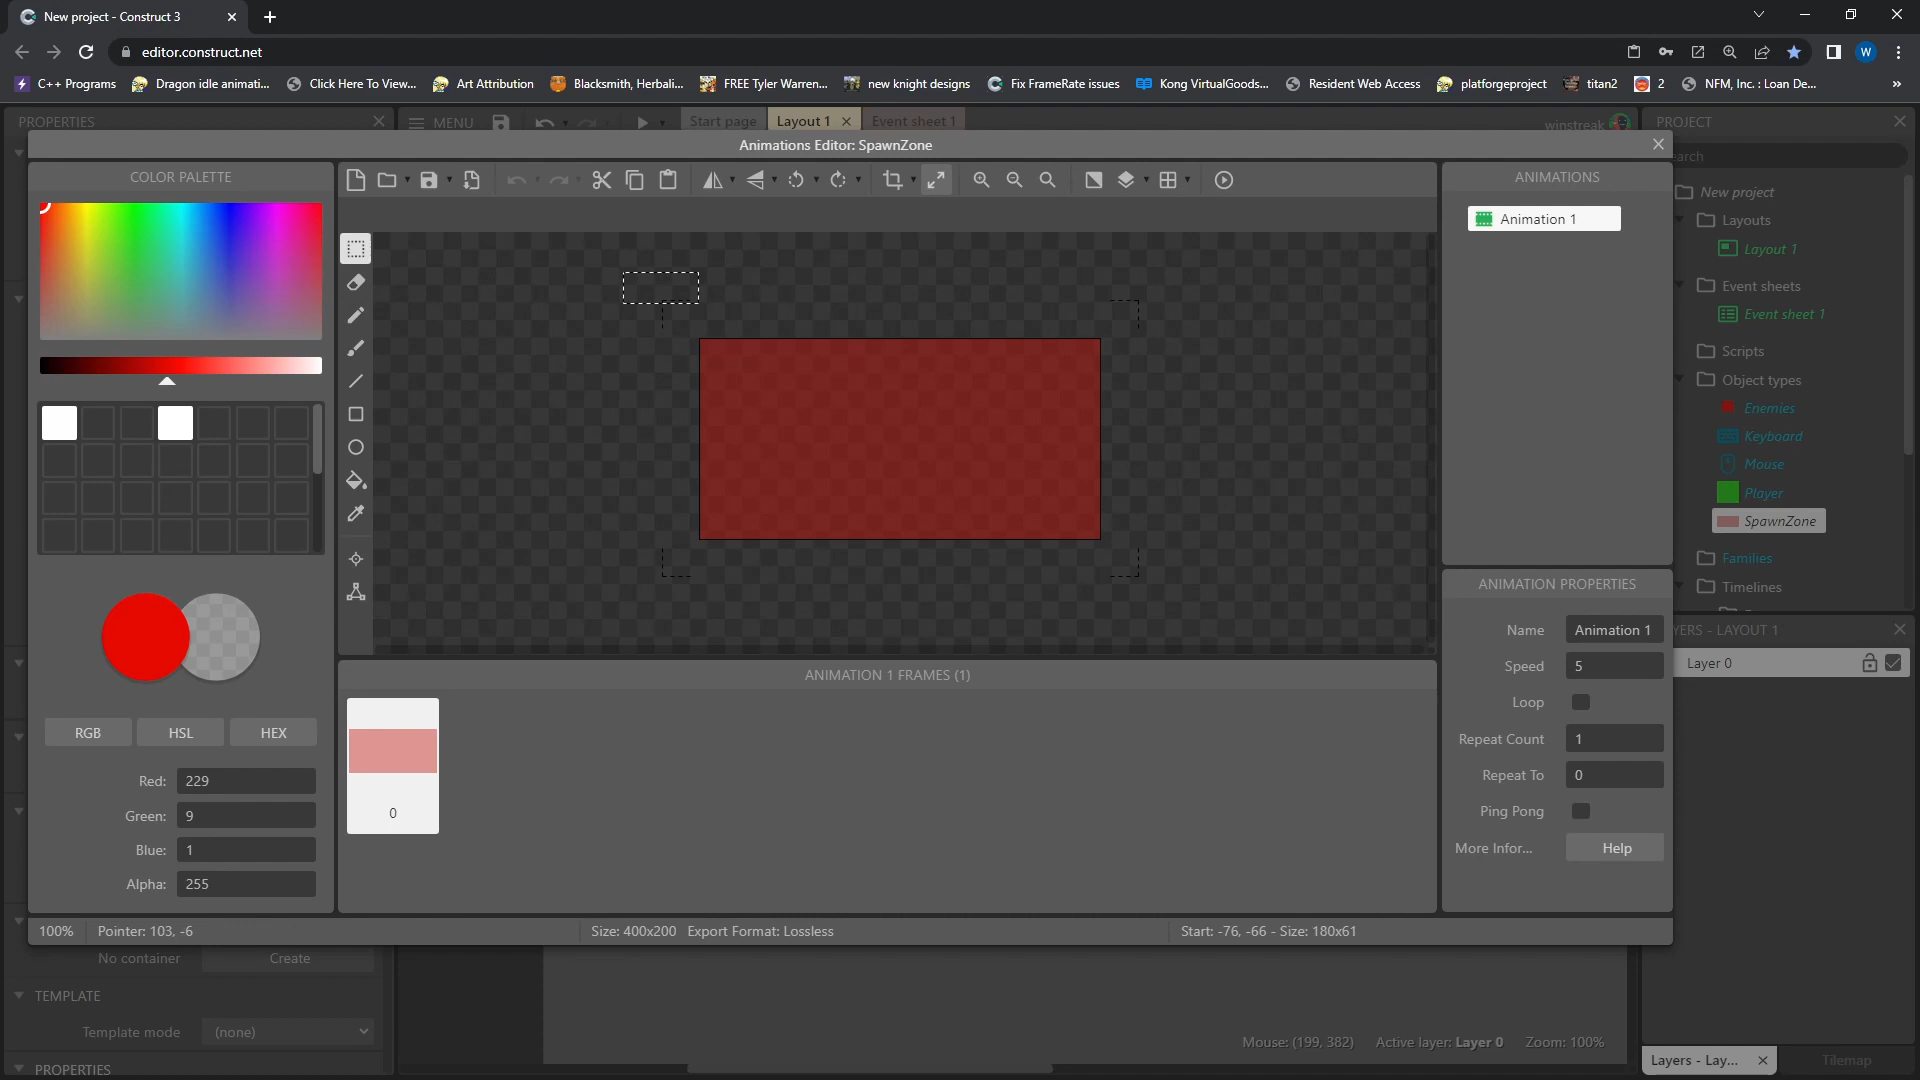 New project - Construct 3
editor.construct.net
W
C++ Programs
Dragon idle animati...
Click Here To View...
Art Attribution
Blacksmith, Herbali...
FREE Tyler Warren...
new knight designs
Fix FrameRate issues
Kong VirtualGoods...
Resident Web Access
platforgeproject
titan2
2
NFM, Inc. : Loan De...
PROPERTIES
MENU
Start page
Layout 1
Event sheet 1
winstreak
PROJECT
Animations Editor: SpawnZone
COLOR PALETTE
ANIMATIONS
Animation 1
New project
Layouts
Layout 1
Event sheets
Event sheet 1
Scripts
Object types
Enemies
Keyboard
Mouse
Player
SpawnZone
Families
Timelines
ANIMATION PROPERTIES
Name Animation 1
Speed 5
Loop
Repeat Count 1
Repeat To 0
Ping Pong
More Infor... Help
YERS - LAYOUT 1
Layer 0
ANIMATION 1 FRAMES (1)
0
RGB HSL HEX
Red: 229
Green: 9
Blue: 1
Alpha: 255
100% Pointer: 103, -6
Size: 400x200 Export Format: Lossless
Start: -76, -66 - Size: 180x61
No container Create
TEMPLATE
Template mode (none)
PROPERTIES
Mouse: (199, 382) Active layer: Layer 0 Zoom: 100%
Layers - Lay...
Tilemap